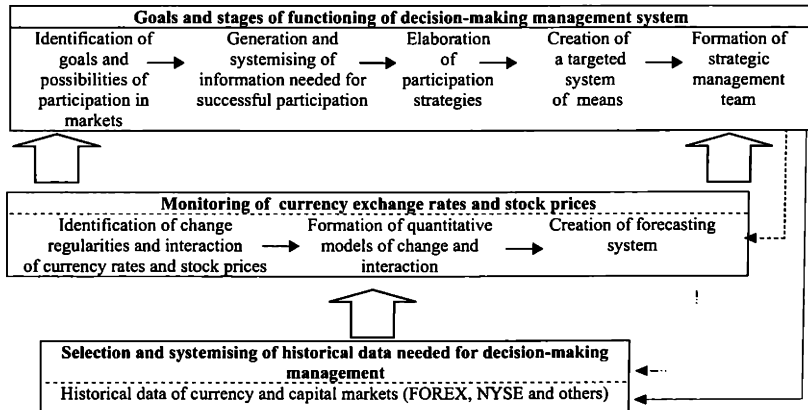 Goals and stages of functioning of decision-making management system
Identification of
goals and
possibilities of
participation in
markets
Generation and
systemising of
information needed for
successful participation
Elaboration
of
participation
strategies
Creation of
a targeted
system
of means
Formation of
strategic
management
team
Monitoring of currency exchange rates and stock prices
Identification of change
regularities and interaction
of currency rates and stock prices
Formation of quantitative
models of change and
interaction
Creation of forecasting
system
Selection and systemising of historical data needed for decision-making
management
Historical data of currency and capital markets (FOREX, NYSE and others)